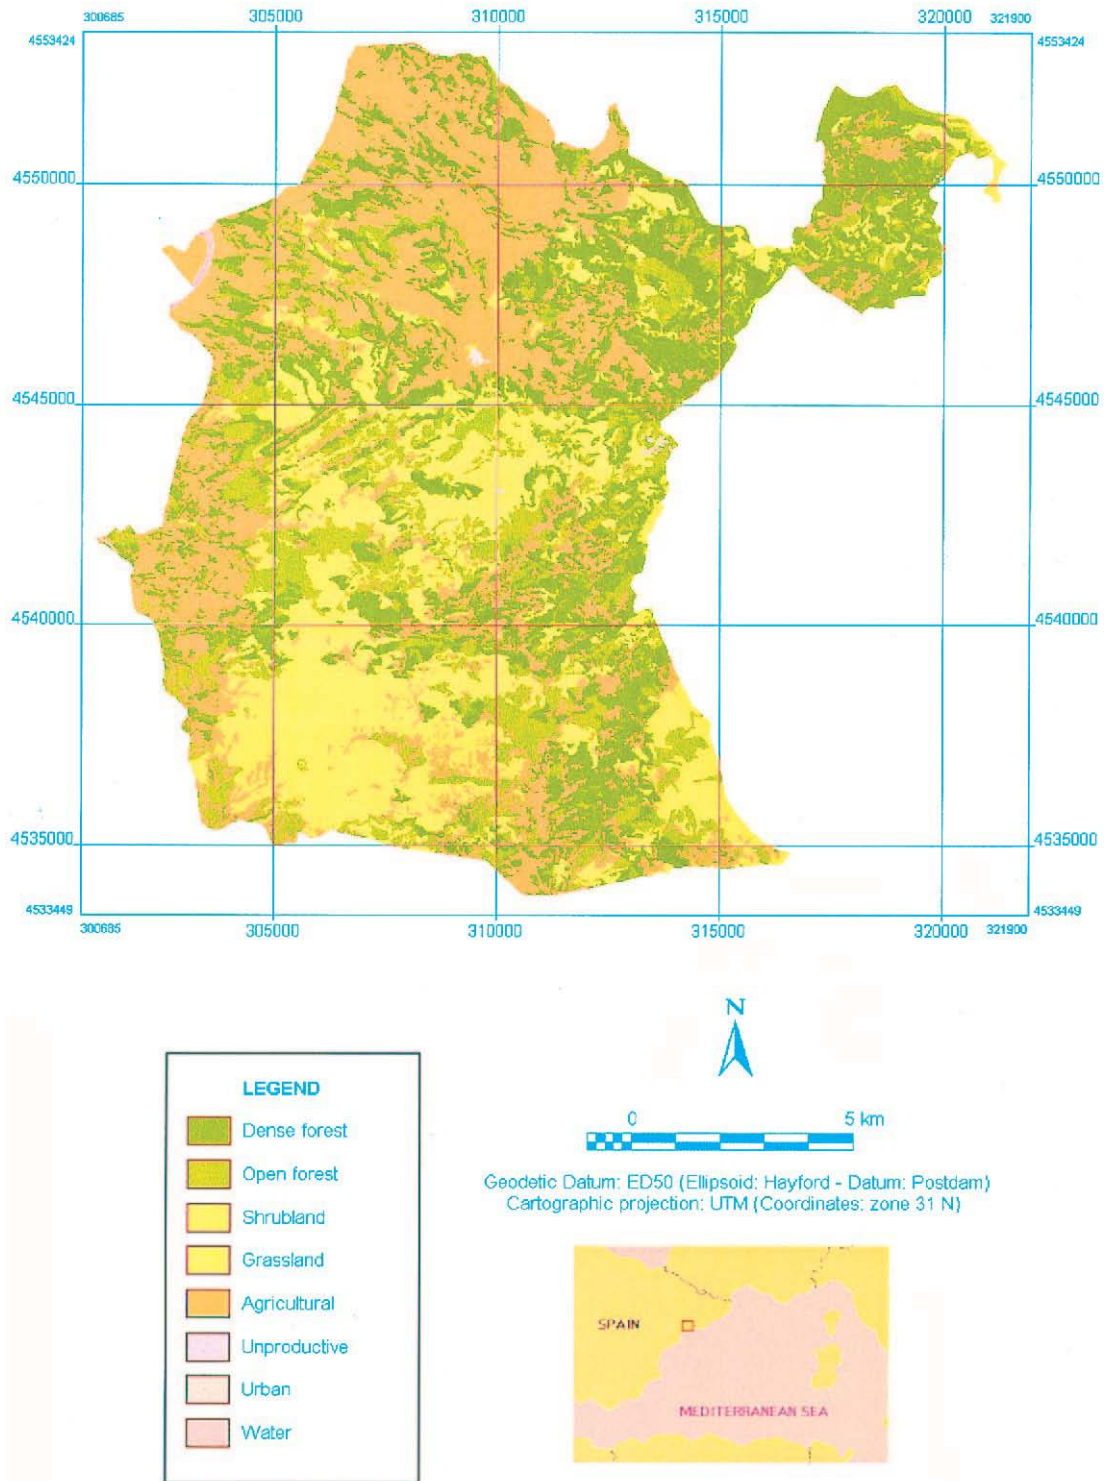 300685 305000 310000 315000 320000 321900
4553424 4553424
4550000 4550000
4545000 4545000
4540000 4540000
4535000 4535000
4533449 4533449
300685 305000 310000 315000 320000 321900
N
LEGEND
Dense forest
Open forest
Shrubland
Grassland
Agricultural
Unproductive
Urban
Water
0 5 km
Geodetic Datum: ED50 (Ellipsoid: Hayford - Datum: Postdam)
Cartographic projection: UTM (Coordinates: zone 31 N)
SPAIN
MEDITERRANEAN SEA